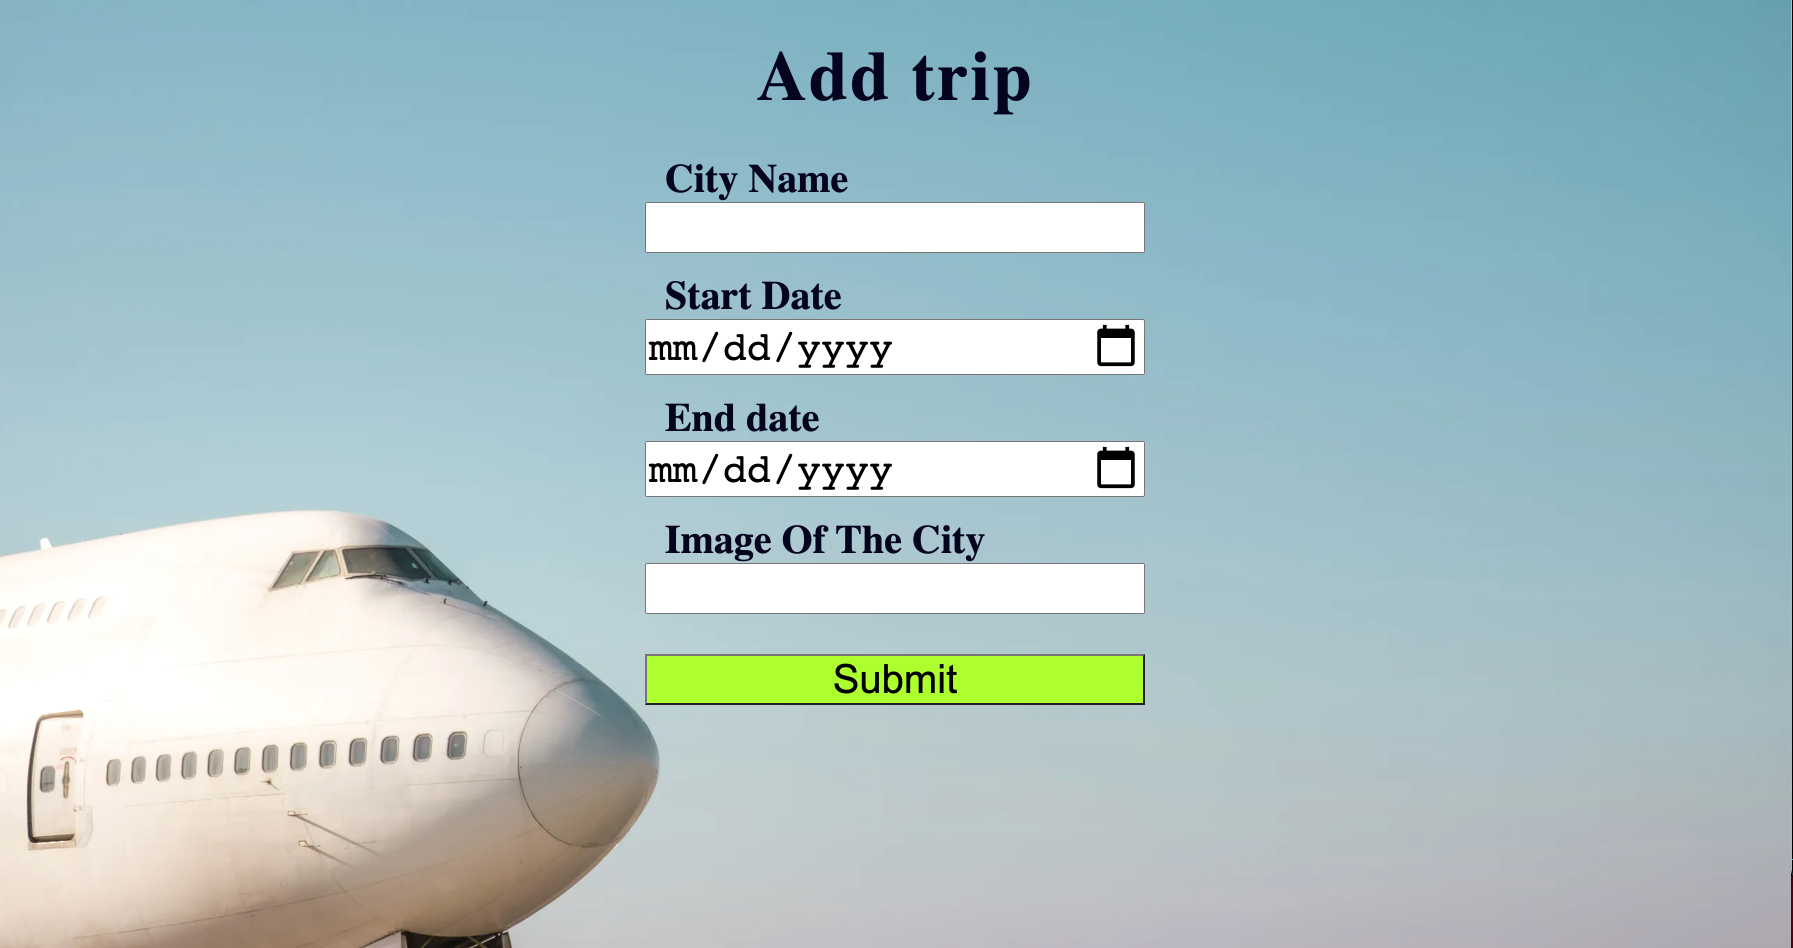 Add trip
City Name
Start Date
mm/dd/yyyy
End date
mm/dd/yyyy
Image Of The City
Submit